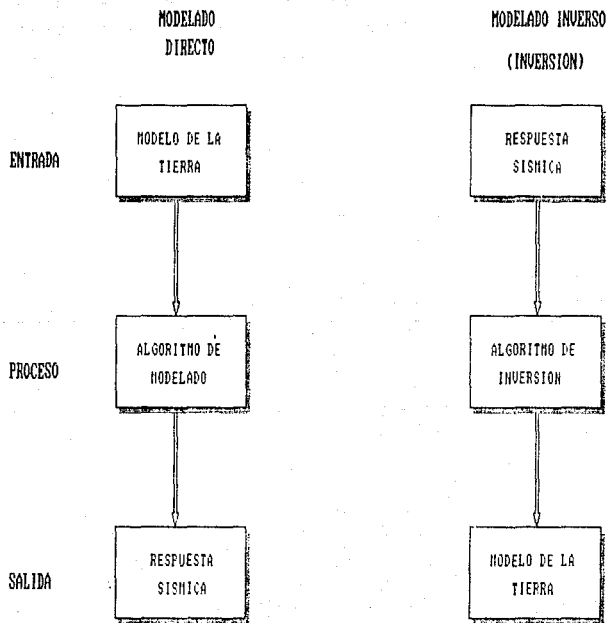 MODELADO
DIRECTO
MODELADO INVERSO
(INVERSION)
ENTRADA
MODELO DE LA
TIERRA
RESPUESTA
SISMICA
PROCESO
ALGORITMO DE
MODELADO
ALGORITMO DE
INVERSION
SALIDA
RESPUESTA
SISMICA
MODELO DE LA
TIERRA